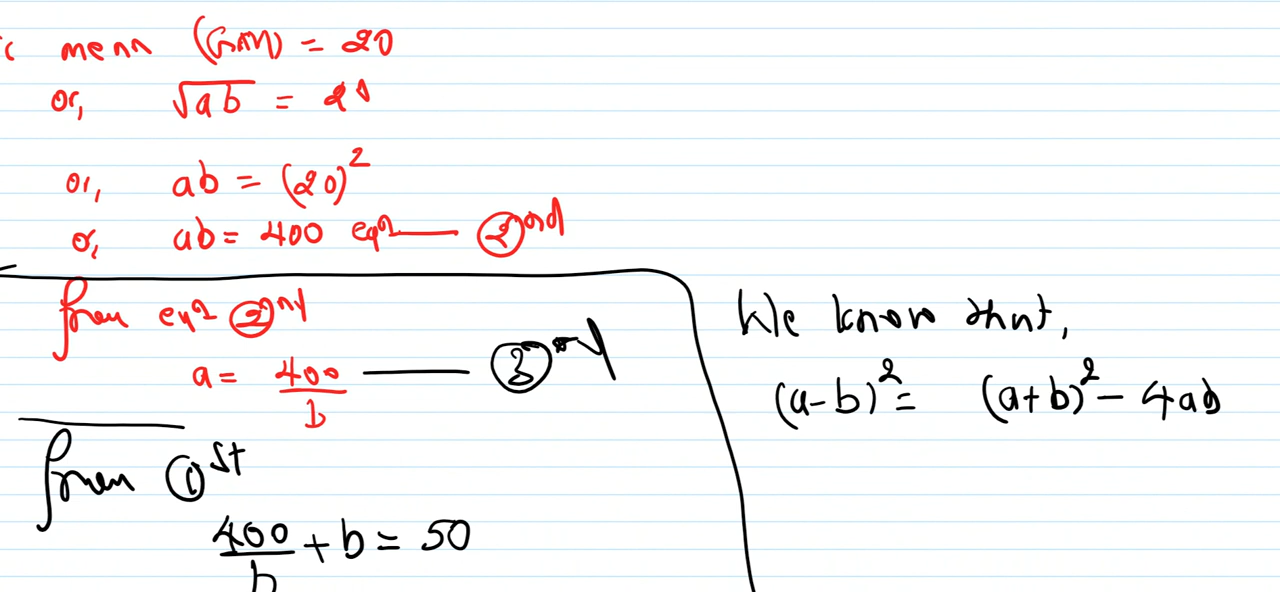 c mean (GM) = 20
or, √ab = 20
or, ab = (20)²
or, ab = 400 eqn — ②nd
from eqn ②nd
a = 400/b — ③
from ①st
400/b + b = 50
We know that,
(a-b)² = (a+b)² - 4ab